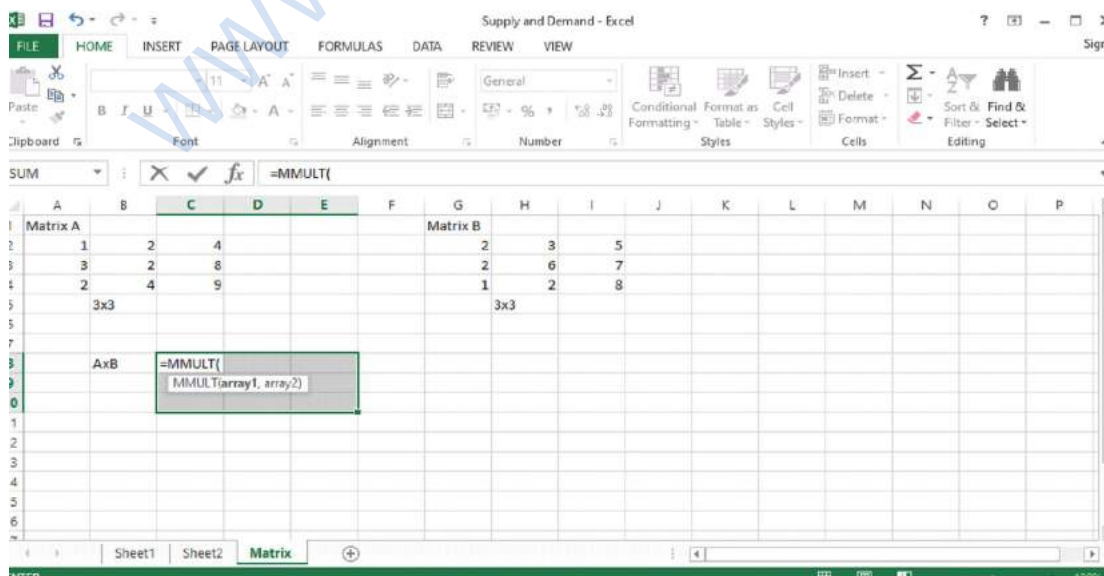 Supply and Demand - Excel
FILE HOME INSERT PAGE LAYOUT FORMULAS DATA REVIEW VIEW
Sign
Paste
11
General
Conditional Formatting
Format as Table
Cell Styles
Insert
Delete
Format
Sort & Filter
Find & Select
Clipboard Font Alignment Number Styles Cells Editing
SUM fx =MMULT(
A B C D E F G H I J K L M N O P
Matrix A Matrix B
1 2 4 2 3 5
3 2 8 2 6 7
2 4 9 1 2 8
3x3 3x3
AxB =MMULT(
MMULT(array1, array2)
Sheet1 Sheet2 Matrix